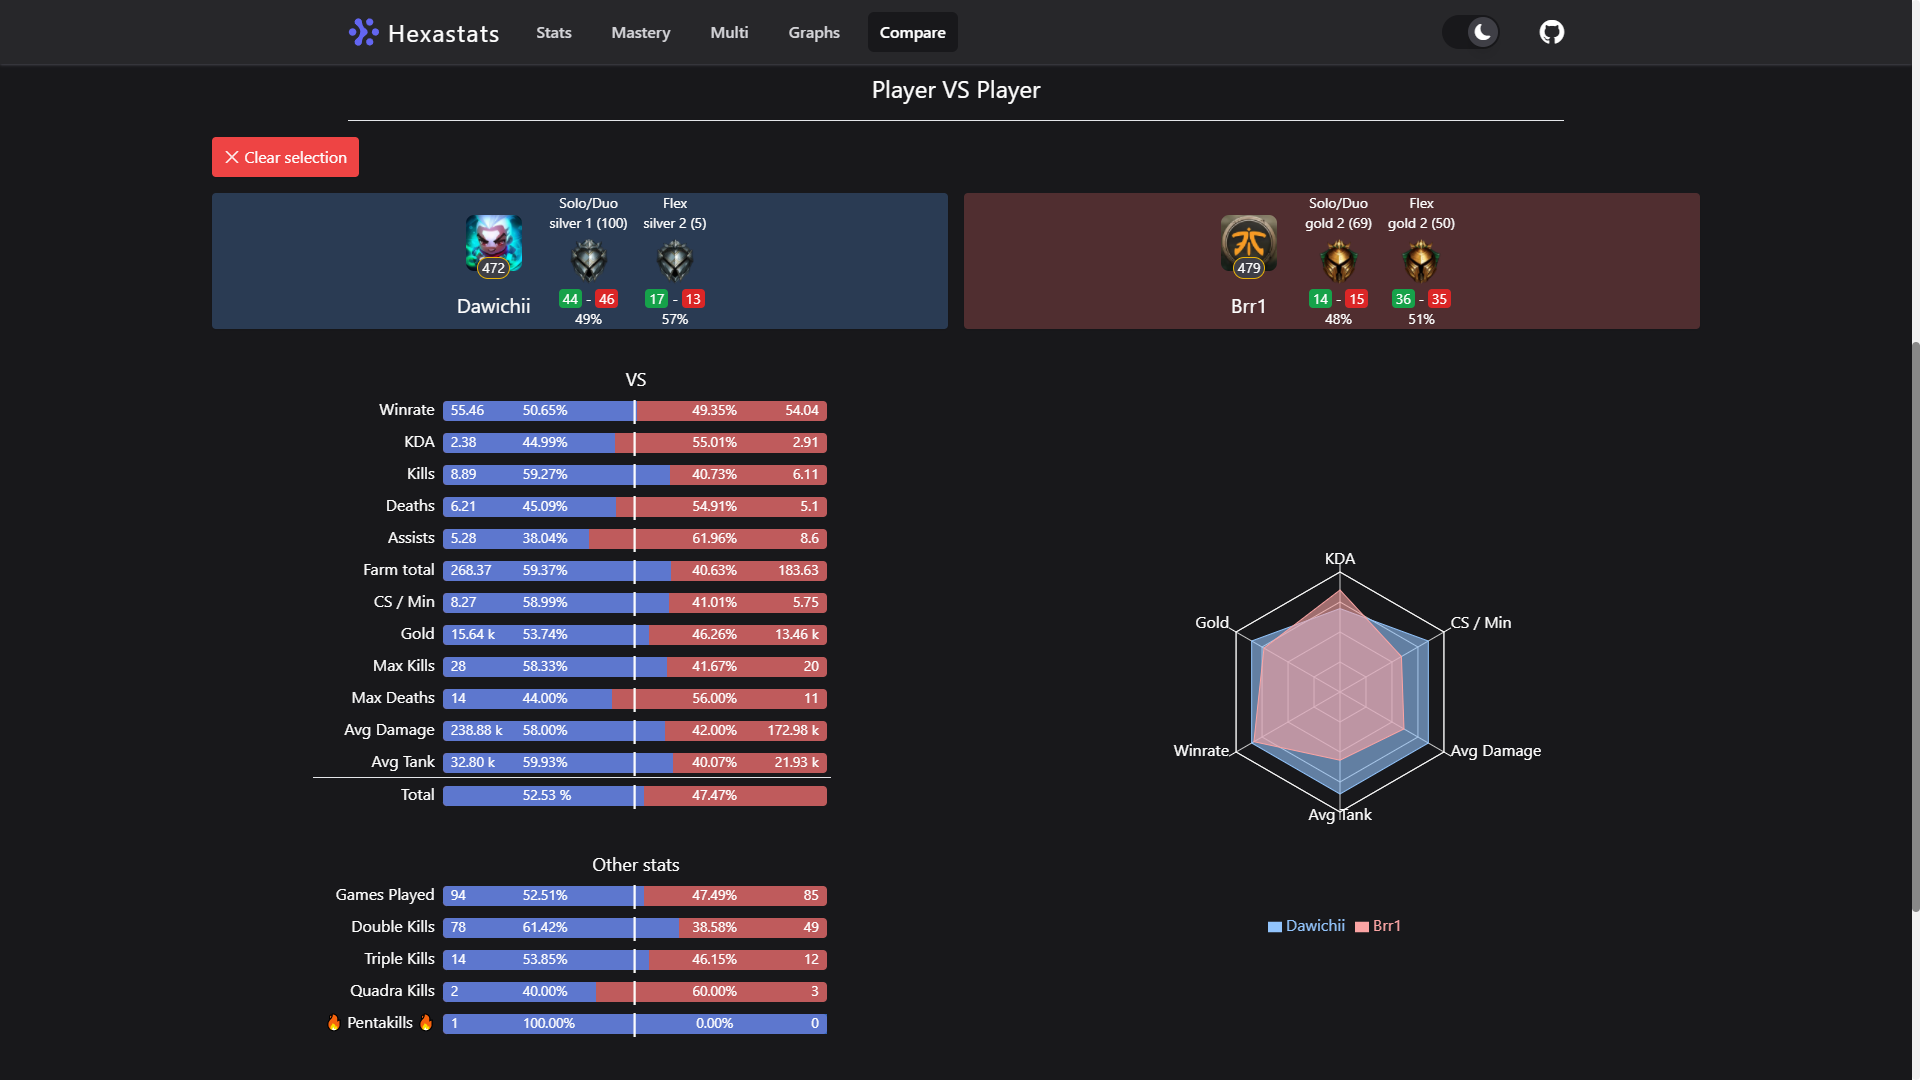 Hexastats Stats Mastery Multi Graphs Compare
Player VS Player
Clear selection
Solo/Duo Flex
silver 1 (100) silver 2 (5)
472
Dawichii
44 - 46 17 - 13
49% 57%
Solo/Duo Flex
gold 2 (69) gold 2 (50)
479
Brr1
14 - 15 36 - 35
48% 51%
VS
Winrate 55.46 50.65% 49.35% 54.04
KDA 2.38 44.99% 55.01% 2.91
Kills 8.89 59.27% 40.73% 6.11
Deaths 6.21 45.09% 54.91% 5.1
Assists 5.28 38.04% 61.96% 8.6
Farm total 268.37 59.37% 40.63% 183.63
CS / Min 8.27 58.99% 41.01% 5.75
Gold 15.64 k 53.74% 46.26% 13.46 k
Max Kills 28 58.33% 41.67% 20
Max Deaths 14 44.00% 56.00% 11
Avg Damage 238.88 k 58.00% 42.00% 172.98 k
Avg Tank 32.80 k 59.93% 40.07% 21.93 k
Total 52.53 % 47.47%
Other stats
Games Played 94 52.51% 47.49% 85
Double Kills 78 61.42% 38.58% 49
Triple Kills 14 53.85% 46.15% 12
Quadra Kills 2 40.00% 60.00% 3
🔥 Pentakills 🔥 1 100.00% 0.00% 0
KDA
Gold CS / Min
Winrate Avg Damage
Avg Tank
Dawichii Brr1